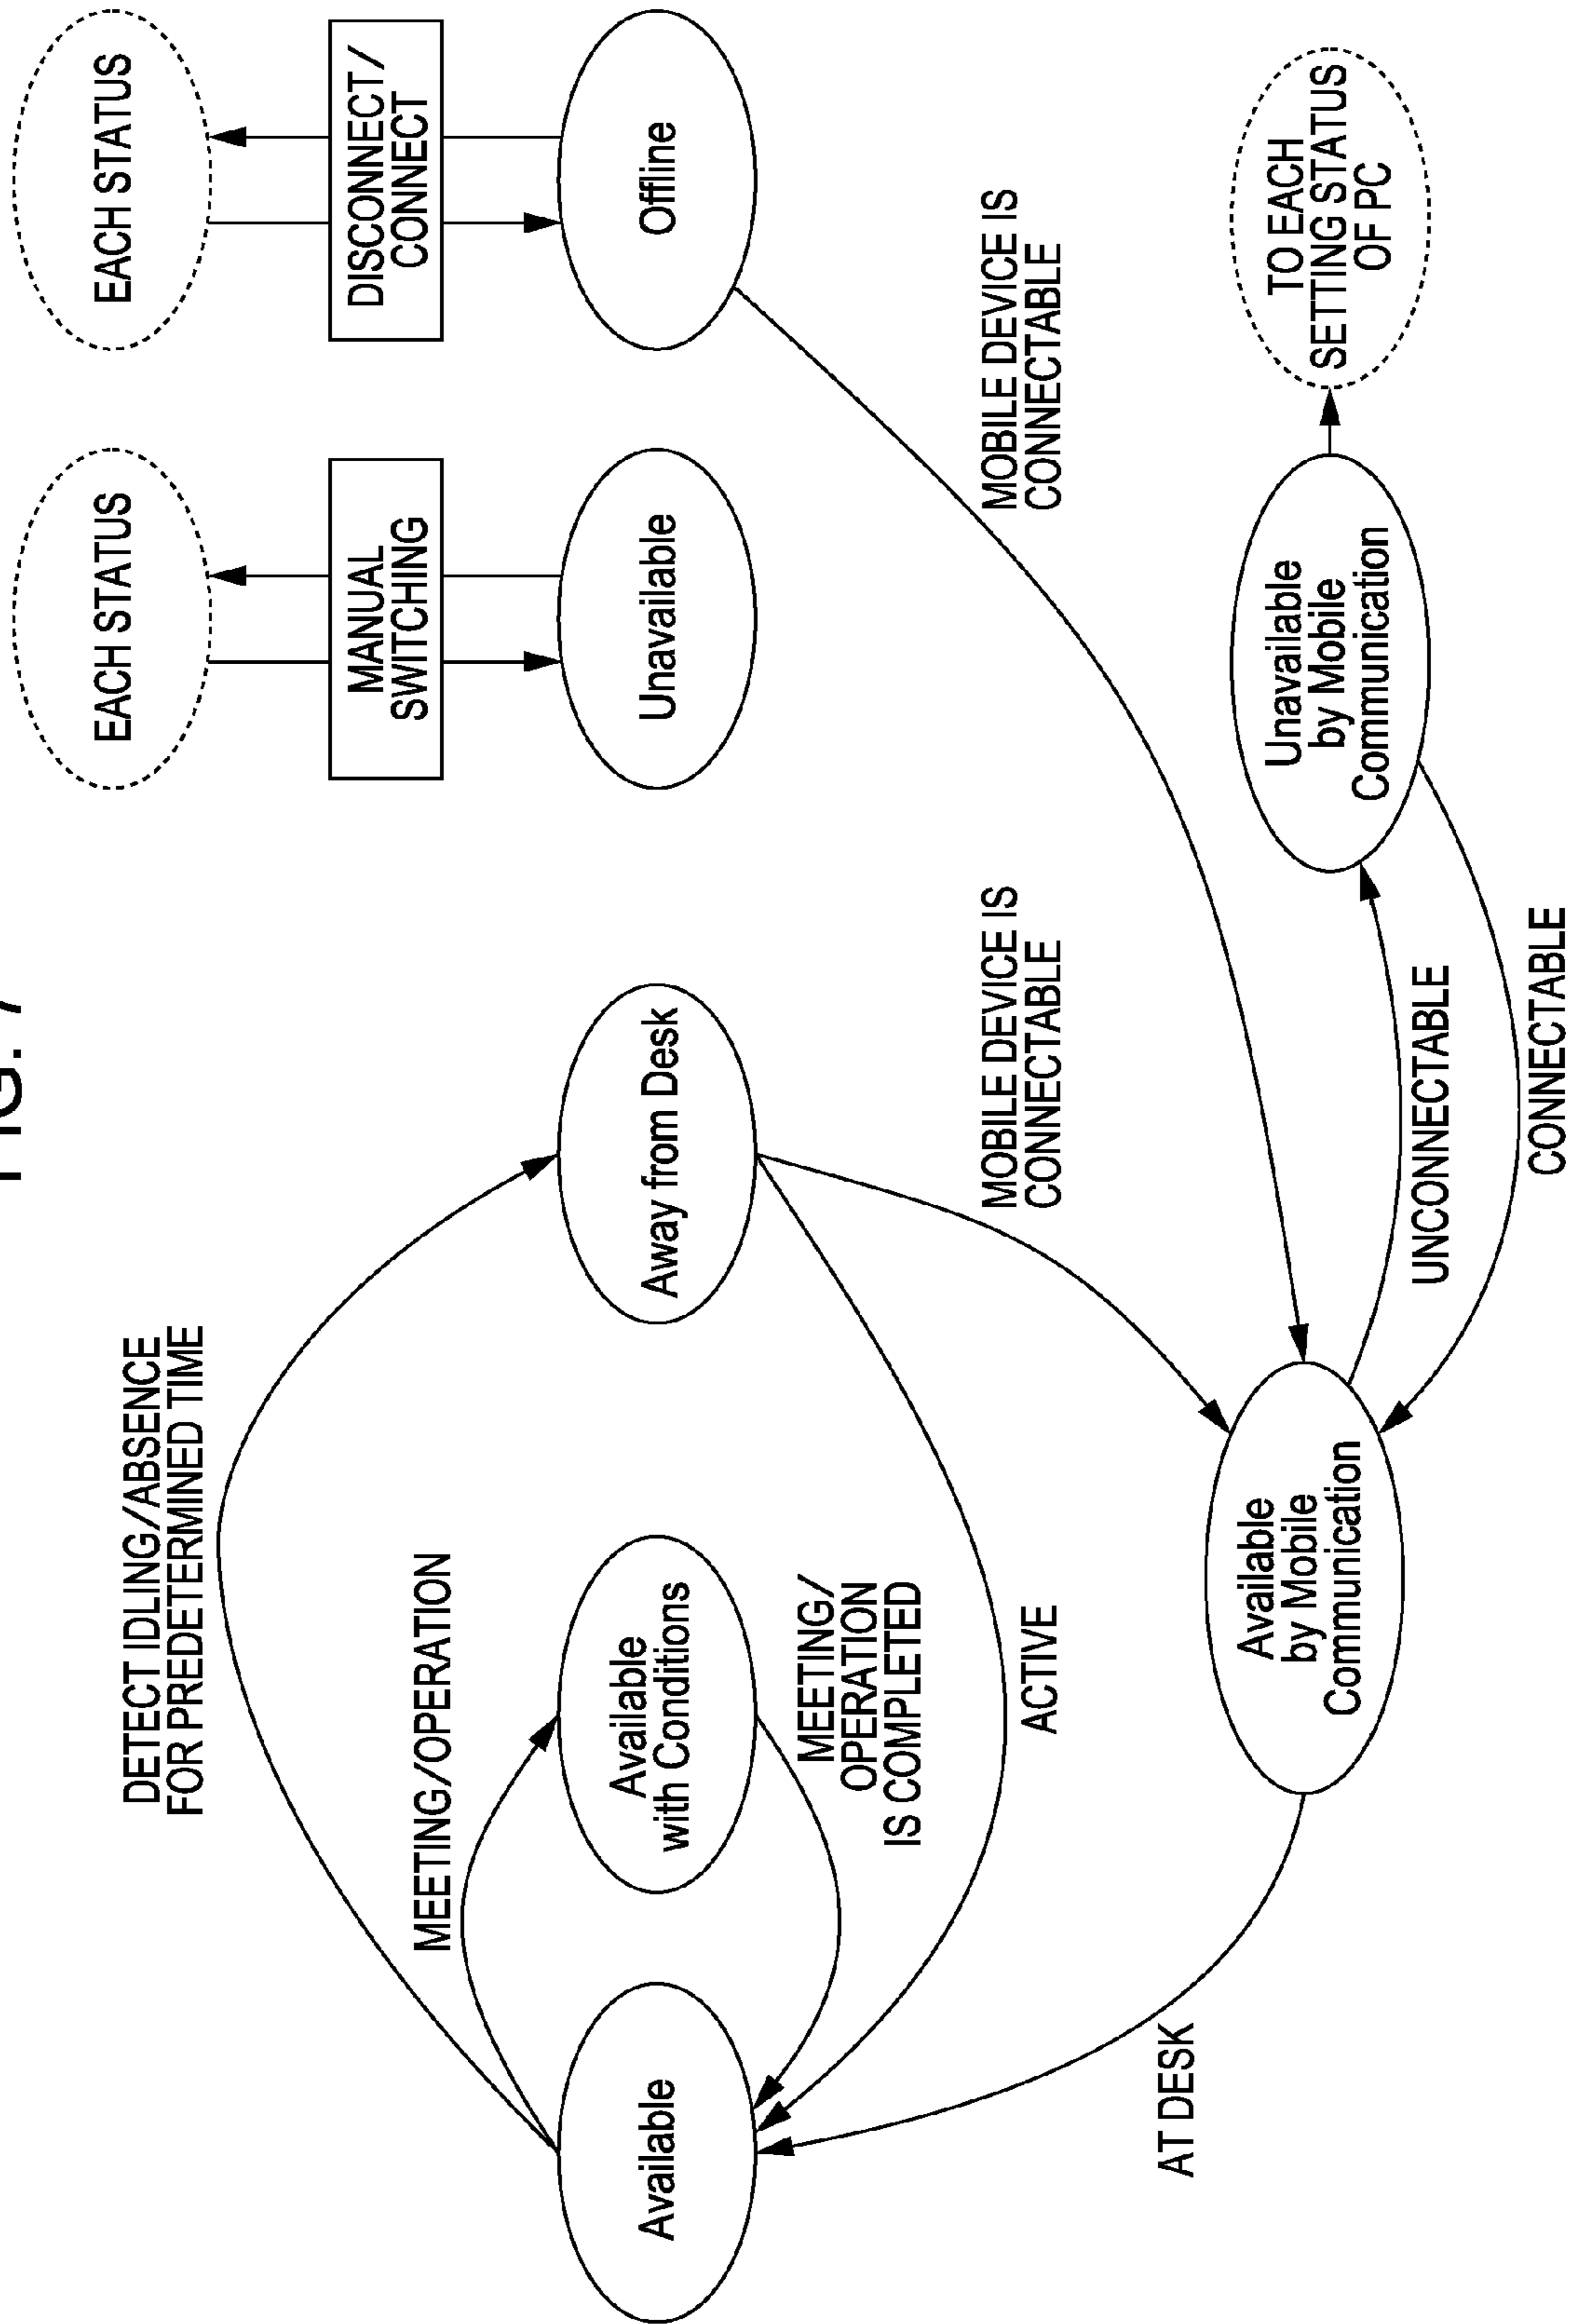 FIG. 7
DETECT IDLING/ABSENCE
FOR PREDETERMINED TIME
EACH STATUS
EACH STATUS
MEETING/OPERATION
MANUAL
SWITCHING
DISCONNECT/
CONNECT
Available
Available
with Conditions
Away from Desk
Unavailable
Offline
MEETING/
OPERATION
IS COMPLETED
ACTIVE
MOBILE DEVICE IS
CONNECTABLE
MOBILE DEVICE IS
CONNECTABLE
AT DESK
Available
by Mobile
Communication
Unavailable
by Mobile
Communication
TO EACH
SETTING STATUS
OF PC
UNCONNECTABLE
CONNECTABLE